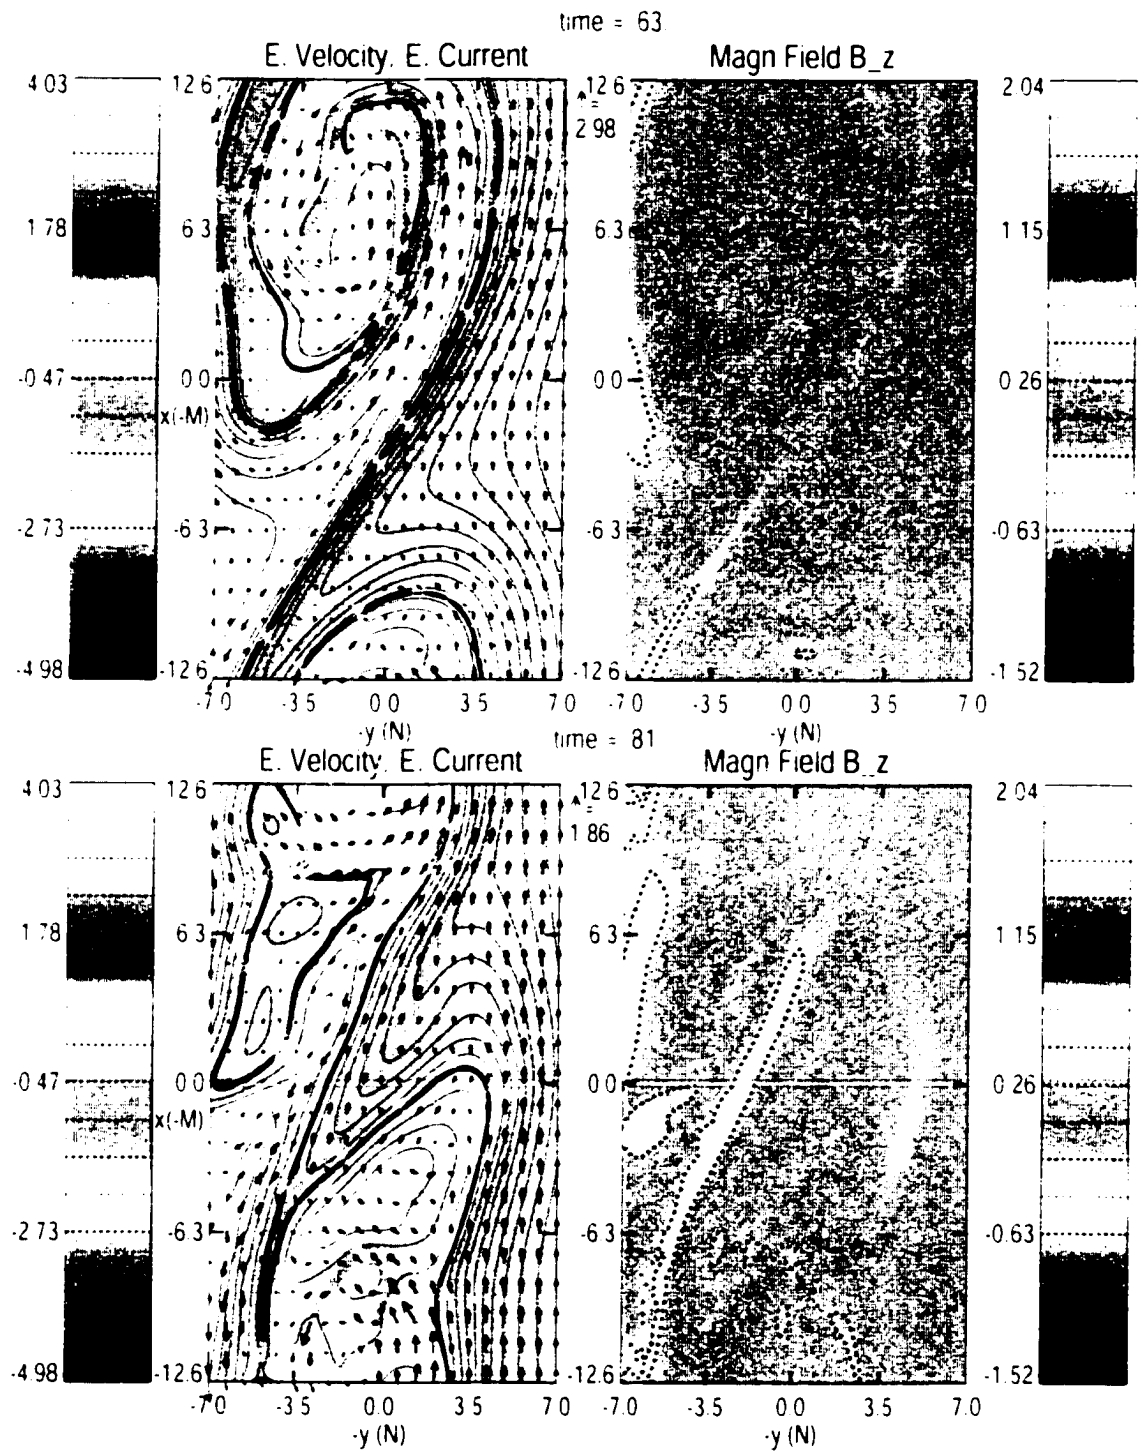 time = 63
E. Velocity, E. Current
Magn Field B_z
4.03
1.78
-0.47
-2.73
-4.98
12.6
6.3
0.0
x(-M)
-6.3
-12.6
-7.0 -3.5 0.0 3.5 7.0
-y (N)
=
2.98
12.6
6.3
0.0
-6.3
-12.6
-7.0 -3.5 0.0 3.5 7.0
-y (N)
2.04
1.15
0.26
-0.63
-1.52
time = 81
E. Velocity, E. Current
Magn Field B_z
4.03
1.78
-0.47
-2.73
-4.98
12.6
6.3
0.0
x(-M)
-6.3
-12.6
-7.0 -3.5 0.0 3.5 7.0
-y (N)
=
1.86
12.6
6.3
0.0
-6.3
-12.6
-7.0 -3.5 0.0 3.5 7.0
-y (N)
2.04
1.15
0.26
-0.63
-1.52